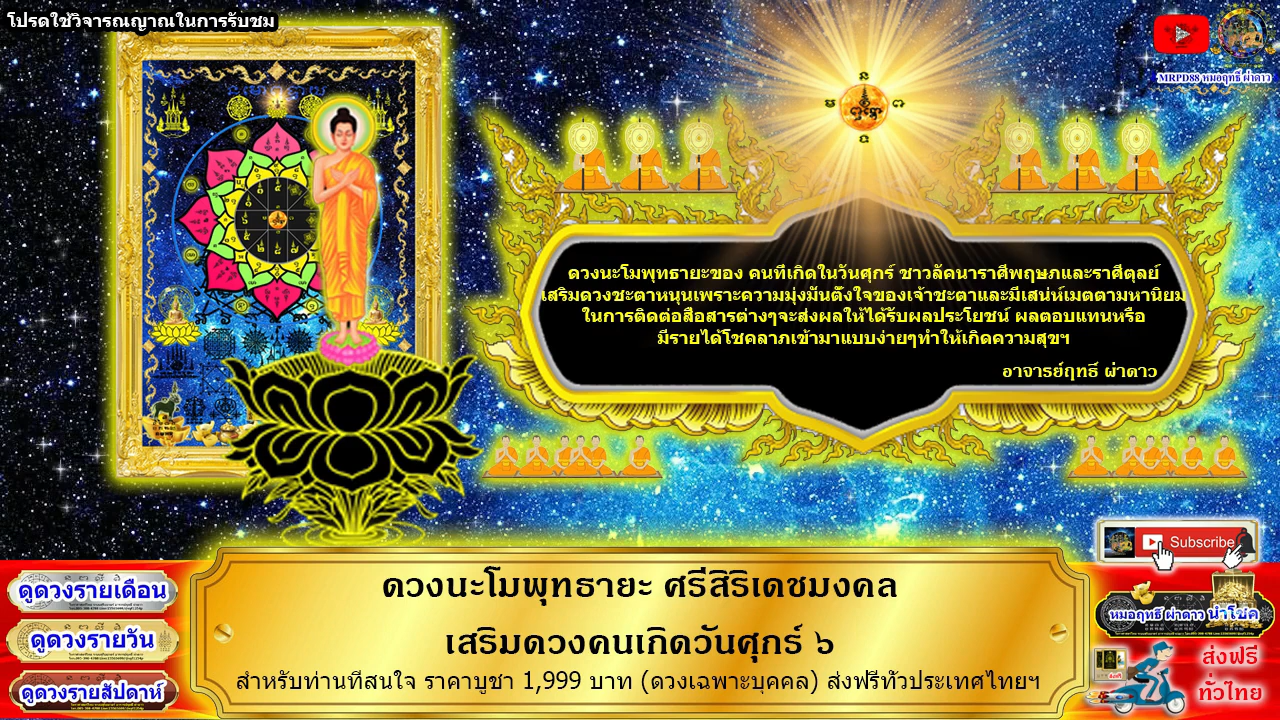 โปรดใช้วิจารณญาณในการรับชม
MRPD88 หมอฤทธิ์ ผ่าดาว
ดวงนะโมพุทธายะของ คนที่เกิดในวันศุกร์ ชาวลัคนาราศีพฤษภและราศีตุลย์
เสริมดวงชะตาหนุนเพราะความมุ่งมั่นตั้งใจของเจ้าชะตาและมีเสน่ห์เมตตามหานิยม
ในการติดต่อสื่อสารต่างๆจะส่งผลให้ได้รับผลประโยชน์ ผลตอบแทนหรือ
มีรายได้โชคลาภเข้ามาแบบง่ายๆทำให้เกิดความสุขฯ
อาจารย์ฤทธิ์ ผ่าดาว
Subscribe
ดูดวงรายเดือน
ดูดวงรายวัน
ดูดวงรายสัปดาห์
ดวงนะโมพุทธายะ ศรีสิริเดชมงคล
เสริมดวงคนเกิดวันศุกร์ ๖
สำหรับท่านที่สนใจ ราคาบูชา 1,999 บาท (ดวงเฉพาะบุคคล) ส่งฟรีทั่วประเทศไทยฯ
หมอฤทธิ์ ผ่าดาว นำโชค
ส่งฟรี
ทั่วไทย